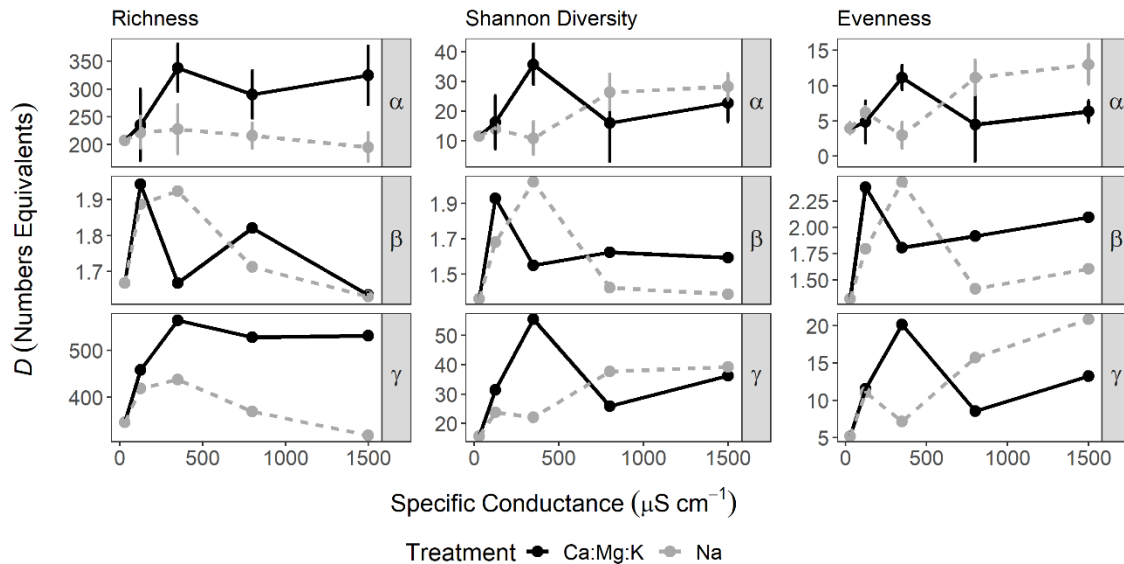 Richness Shannon Diversity Evenness
350
300
250
200
α
40
30
20
10
α
15
10
5
0
α
D (Numbers Equivalents)
1.9
1.8
1.7
β
1.9
1.7
1.5
β
2.25
2.00
1.75
1.50
β
500
400
γ
50
40
30
20
γ
20
15
10
5
γ
0 500 1000 1500 0 500 1000 1500 0 500 1000 1500
Specific Conductance (μS cm⁻¹)
Treatment Ca:Mg:K Na